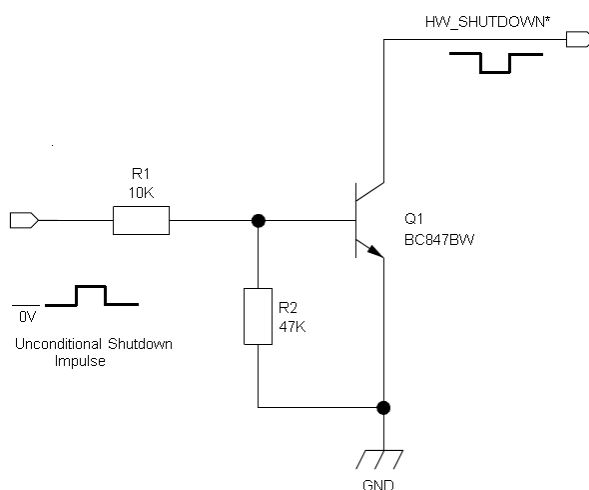 HW_SHUTDOWN*
R1
10K
Q1
BC847BW
R2
47K
0V
Unconditional Shutdown
Impulse
GND